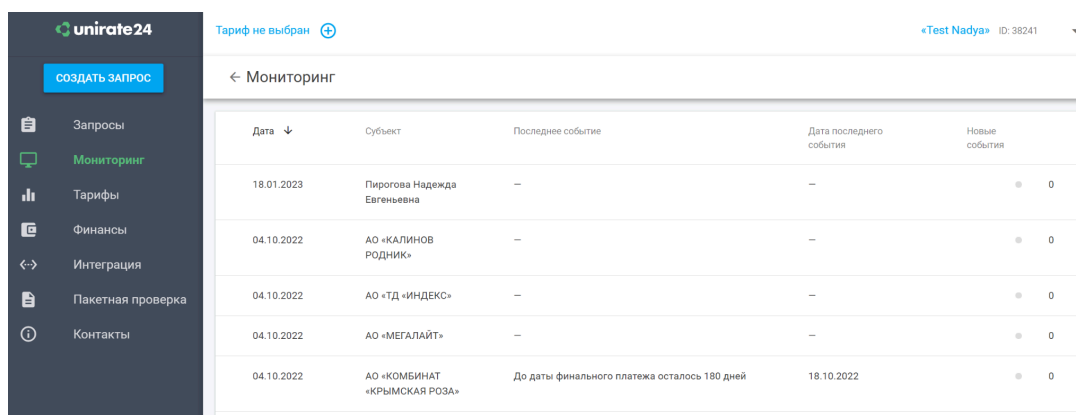 unirate24
Тариф не выбран
«Test Nadya» ID: 38241
СОЗДАТЬ ЗАПРОС
← Мониторинг
Запросы
Мониторинг
Тарифы
Финансы
Интеграция
Пакетная проверка
Контакты
Дата ↓ Субъект Последнее событие Дата последнего Новые
события события
18.01.2023 Пирогова Надежда — — 0
Евгеньевна
04.10.2022 АО «КАЛИНОВ — — 0
РОДНИК»
04.10.2022 АО «ТД «ИНДЕКС» — — 0
04.10.2022 АО «МЕГАЛАЙТ» — — 0
04.10.2022 АО «КОМБИНАТ До даты финального платежа осталось 180 дней 18.10.2022 0
«КРЫМСКАЯ РОЗА»